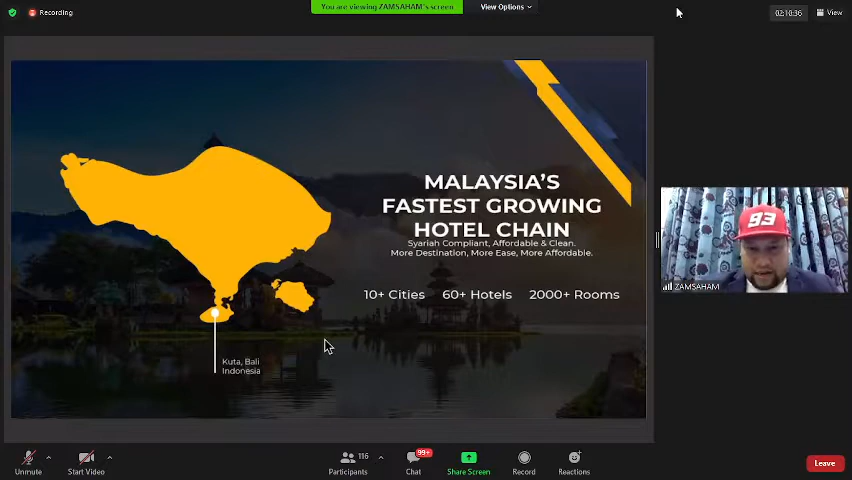 Recording
You are viewing ZAMSAHAM's screen
View Options
02:10:36
View
MALAYSIA'S
FASTEST GROWING
HOTEL CHAIN
Syariah Compliant, Affordable & Clean.
More Destination, More Ease, More Affordable.
10+ Cities 60+ Hotels 2000+ Rooms
Kuta, Bali
Indonesia
93
ZAMSAHAM
Unmute
Start Video
116
Participants
99+
Chat
Share Screen
Record
Reactions
Leave